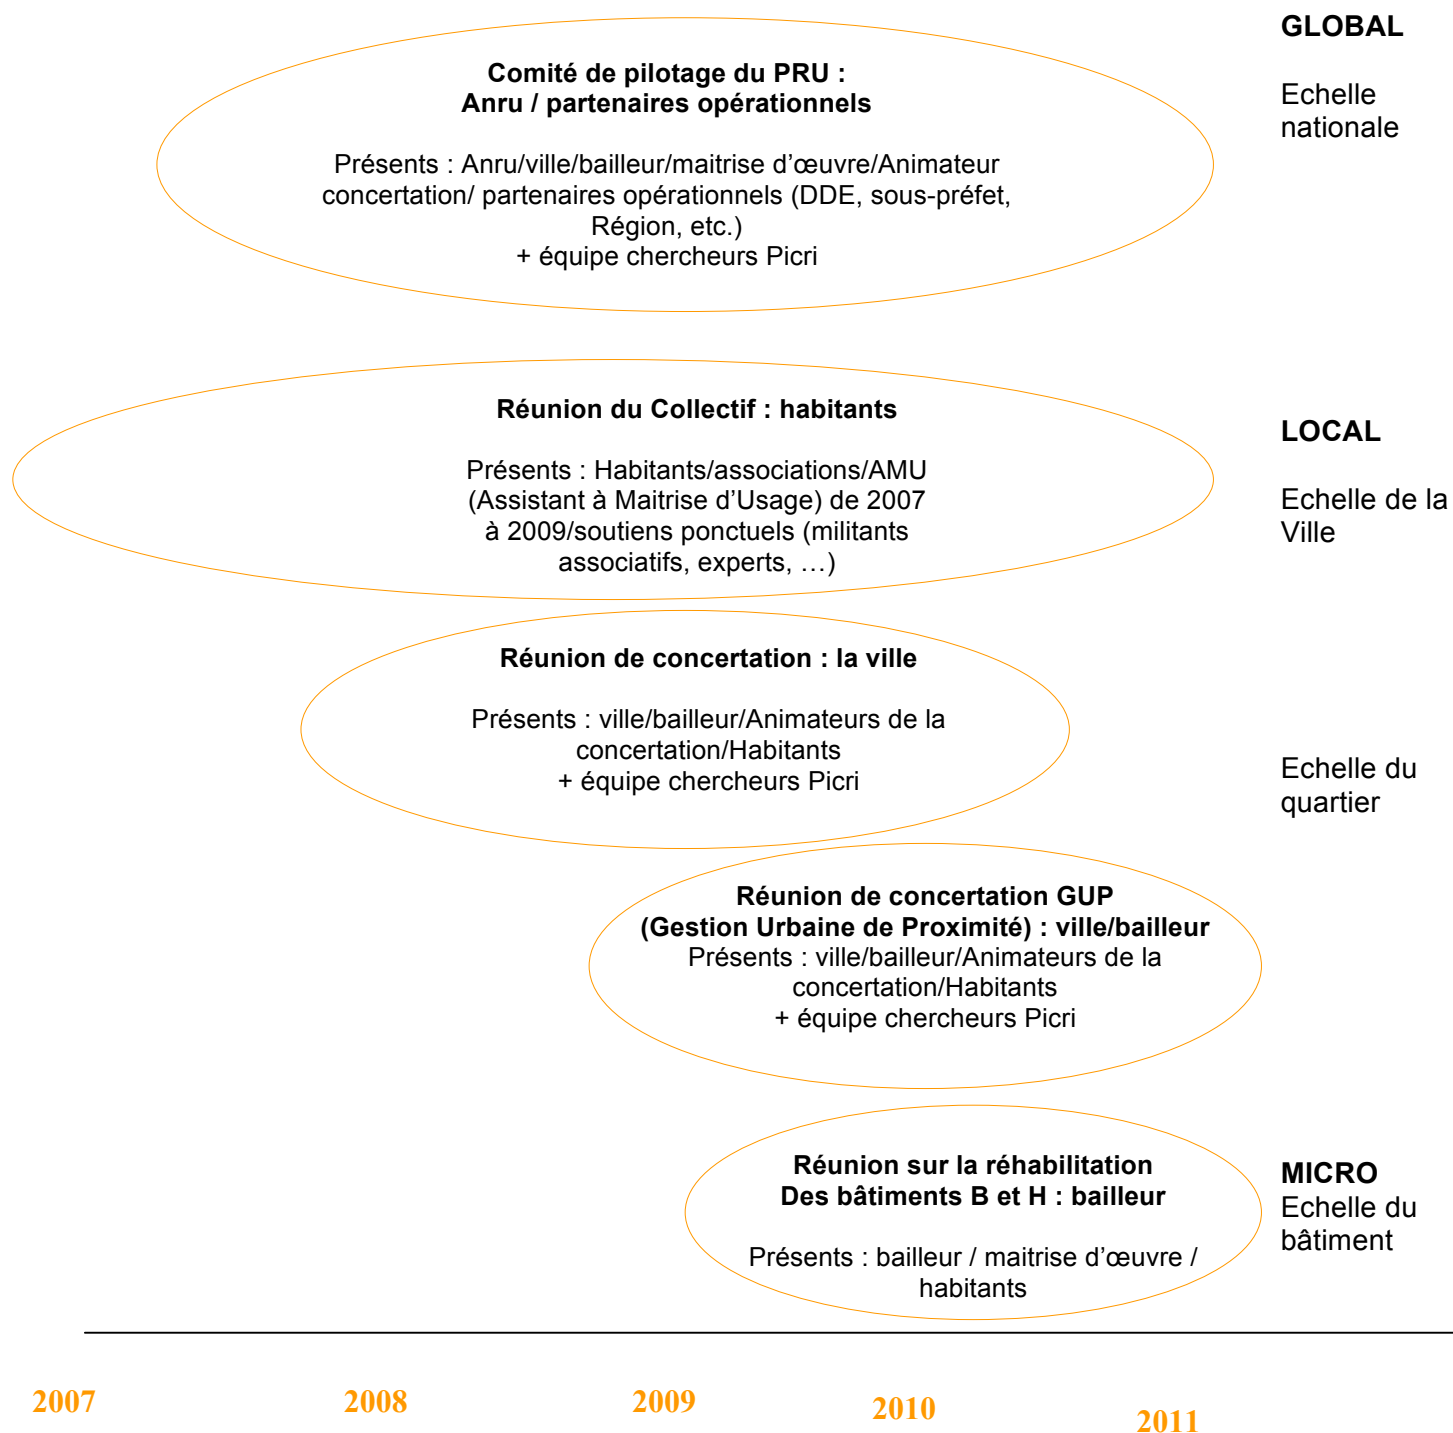 GLOBAL
Echelle
nationale
Comité de pilotage du PRU :
Anru / partenaires opérationnels
Présents : Anru/ville/bailleur/maitrise d’œuvre/Animateur
concertation/ partenaires opérationnels (DDE, sous-préfet,
Région, etc.)
+ équipe chercheurs Picri
Réunion du Collectif : habitants
Présents : Habitants/associations/AMU
(Assistant à Maitrise d’Usage) de 2007
à 2009/soutiens ponctuels (militants
associatifs, experts, …)
LOCAL
Echelle de la
Ville
Réunion de concertation : la ville
Présents : ville/bailleur/Animateurs de la
concertation/Habitants
+ équipe chercheurs Picri
Echelle du
quartier
Réunion de concertation GUP
(Gestion Urbaine de Proximité) : ville/bailleur
Présents : ville/bailleur/Animateurs de la
concertation/Habitants
+ équipe chercheurs Picri
Réunion sur la réhabilitation
Des bâtiments B et H : bailleur
Présents : bailleur / maitrise d’œuvre /
habitants
MICRO
Echelle du
bâtiment
2007 2008 2009 2010 2011